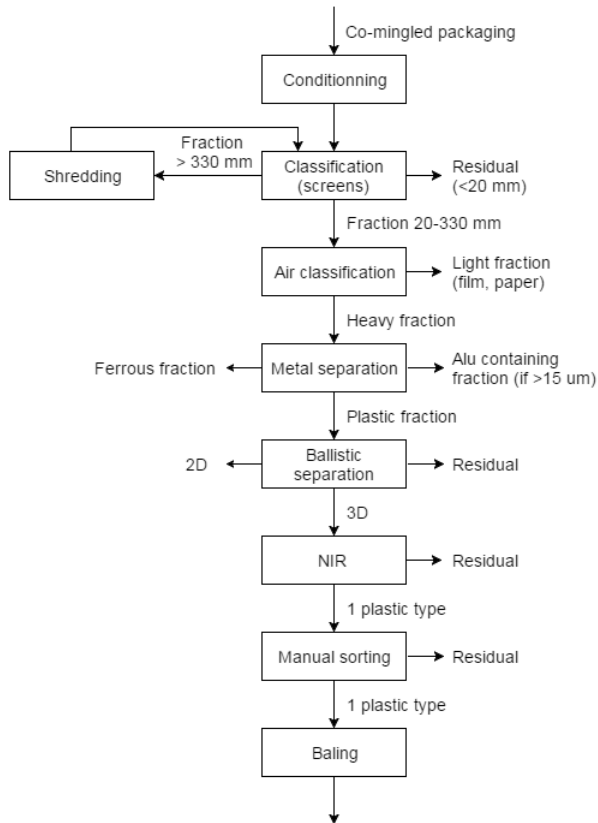 Co-mingled packaging
Conditionning
Fraction
> 330 mm
Shredding
Classification
(screens)
Residual
(<20 mm)
Fraction 20-330 mm
Air classification
Light fraction
(film, paper)
Heavy fraction
Ferrous fraction
Metal separation
Alu containing
fraction (if >15 um)
Plastic fraction
2D
Ballistic
separation
Residual
3D
NIR
Residual
1 plastic type
Manual sorting
Residual
1 plastic type
Baling